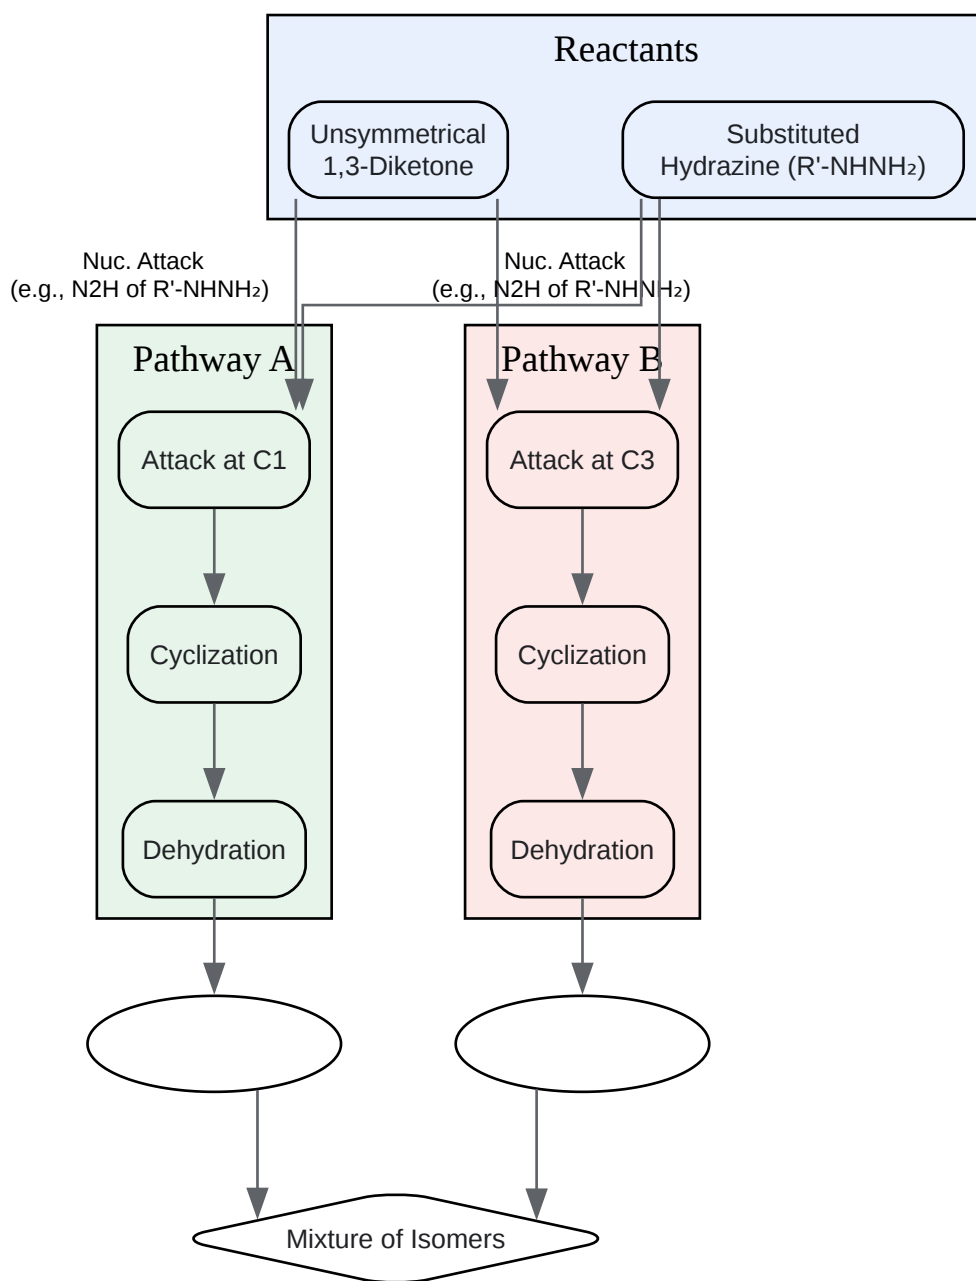 Reactants
Unsymmetrical
1,3-Diketone
Substituted
Hydrazine (R'-NHNH₂)
Nuc. Attack
(e.g., N2H of R'-NHNH₂)
Nuc. Attack
(e.g., N2H of R'-NHNH₂)
Pathway A
Pathway B
Attack at C1
Attack at C3
Cyclization
Cyclization
Dehydration
Dehydration
Mixture of Isomers